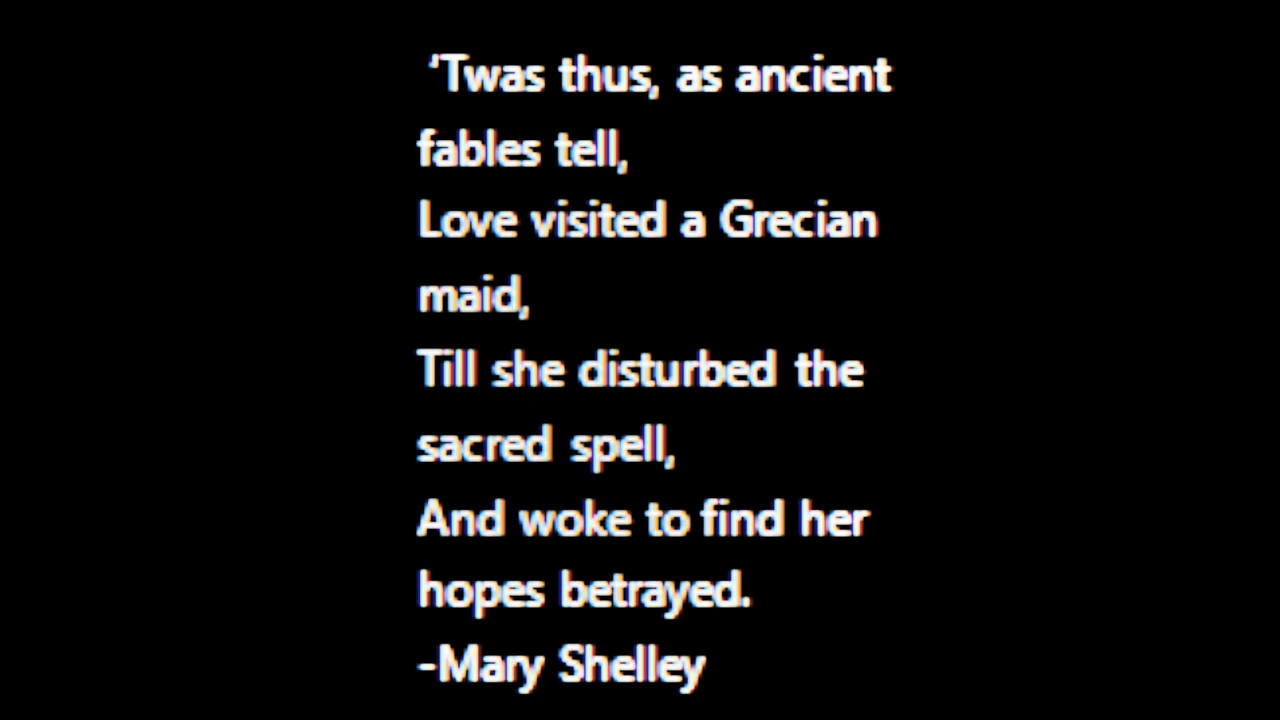 ‘Twas thus, as ancient
fables tell,
Love visited a Grecian
maid,
Till she disturbed the
sacred spell,
And woke to find her
hopes betrayed.
-Mary Shelley